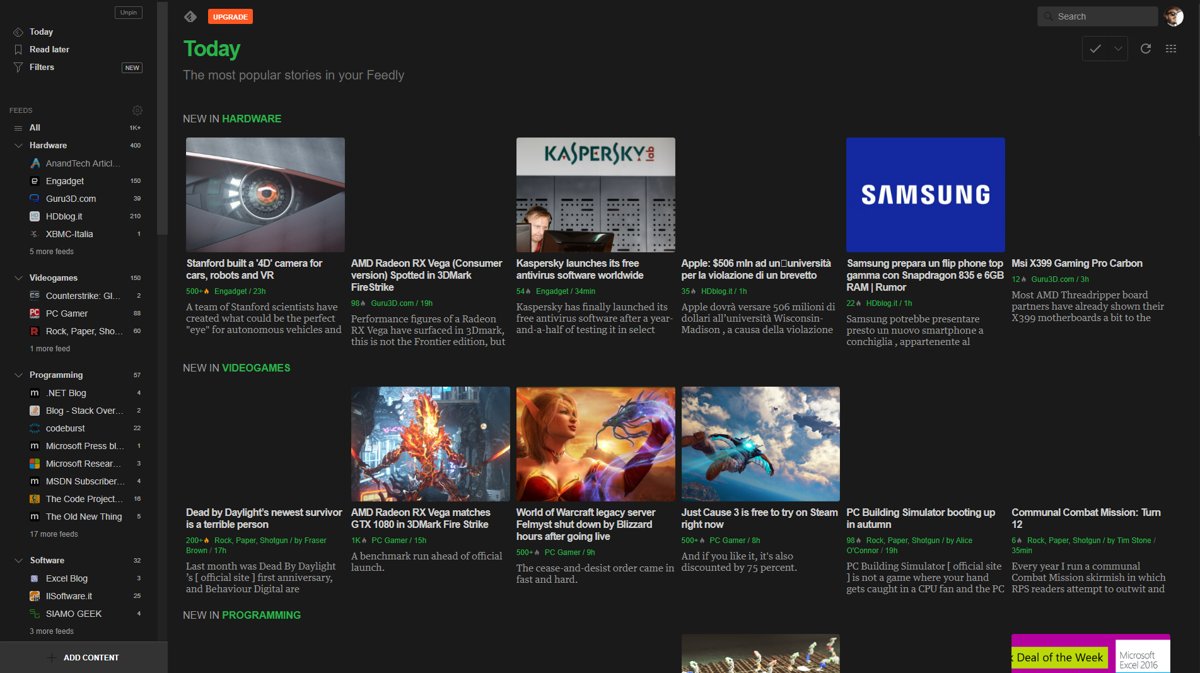 Unpin
Today
Read later
Filters
NEW
FEEDS
All
1K+
Hardware
400
AnandTech Articl...
Engadget
150
Guru3D.com
39
HDblog.it
210
XBMC-Italia
1
5 more feeds
Videogames
150
Counterstrike: Gl...
2
PC Gamer
88
Rock, Paper, Sho...
60
1 more feed
Programming
57
.NET Blog
4
Blog - Stack Over...
2
codeburst
22
Microsoft Press bl...
1
Microsoft Resear...
3
MSDN Subscriber...
4
The Code Project...
16
The Old New Thing
5
17 more feeds
Software
32
Excel Blog
3
IlSoftware.it
25
SIAMO GEEK
4
3 more feeds
ADD CONTENT
UPGRADE
Search
Today
The most popular stories in your Feedly
NEW IN HARDWARE
Stanford built a '4D' camera for
cars, robots and VR
500+ Engadget / 23h
A team of Stanford scientists have
created what could be the perfect
"eye" for autonomous vehicles and
AMD Radeon RX Vega (Consumer
version) Spotted in 3DMark
FireStrike
98 Guru3D.com / 19h
Performance figures of a Radeon
RX Vega have surfaced in 3Dmark,
this is not the Frontier edition, but
KASPERSKY lab
Kaspersky launches its free
antivirus software worldwide
54 Engadget / 34min
Kaspersky has finally launched its
free antivirus software after a year-
and-a-half of testing it in select
Apple: $506 mln ad un□università
per la violazione di un brevetto
35 HDblog.it / 1h
Apple dovrà versare 506 milioni di
dollari all'università Wisconsin-
Madison , a causa della violazione
SAMSUNG
Samsung prepara un flip phone top
gamma con Snapdragon 835 e 6GB
RAM | Rumor
22 HDblog.it / 1h
Samsung potrebbe presentare
presto un nuovo smartphone a
conchiglia , appartenente al
Msi X399 Gaming Pro Carbon
12 Guru3D.com / 3h
Most AMD Threadripper board
partners have already shown their
X399 motherboards a bit to the
NEW IN VIDEOGAMES
Dead by Daylight's newest survivor
is a terrible person
200+ Rock, Paper, Shotgun / by Fraser
Brown / 17h
Last month was Dead By Daylight
's [ official site ] first anniversary,
and Behaviour Digital are
AMD Radeon RX Vega matches
GTX 1080 in 3DMark Fire Strike
1K PC Gamer / 15h
A benchmark run ahead of official
launch.
World of Warcraft legacy server
Felmyst shut down by Blizzard
hours after going live
500+ PC Gamer / 9h
The cease-and-desist order came in
fast and hard.
Just Cause 3 is free to try on Steam
right now
500+ PC Gamer / 8h
And if you like it, it's also
discounted by 75 percent.
PC Building Simulator booting up
in autumn
98 Rock, Paper, Shotgun / by Alice
O'Connor / 19h
PC Building Simulator [ official site
] is not a game where your hand
gets caught in a CPU fan and the PC
Communal Combat Mission: Turn
12
6 Rock, Paper, Shotgun / by Tim Stone /
35min
Every year I run a communal
Combat Mission skirmish in which
RPS readers attempt to outwit and
NEW IN PROGRAMMING
k Deal of the Week
Microsoft
Excel 2016